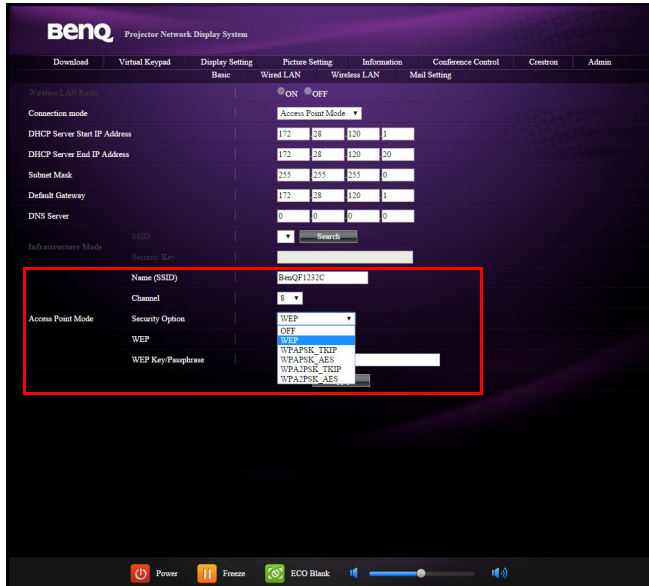 BenQ Projector Network Display System
Download Virtual Keypad Display Setting Picture Setting Information Conference Control Crestron Admin
Basic Wired LAN Wireless LAN Mail Setting
Wireless LAN Radio ON OFF
Connection mode Access Point Mode
DHCP Server Start IP Address 172 . 28 . 120 . 1
DHCP Server End IP Address 172 . 28 . 120 . 20
Subnet Mask 255 . 255 . 255 . 0
Default Gateway 172 . 28 . 120 . 1
DNS Server 0 . 0 . 0 . 0
Infrastructure Mode
SSID Search
Security Key
Access Point Mode
Name (SSID) BenQF1232C
Channel 8
Security Option WEP
OFF
WEP WEP
WPAPSK_TKIP
WEP Key/Passphrase WPAPSK_AES
WPA2PSK_TKIP
WPA2PSK_AES
Power Freeze ECO Blank